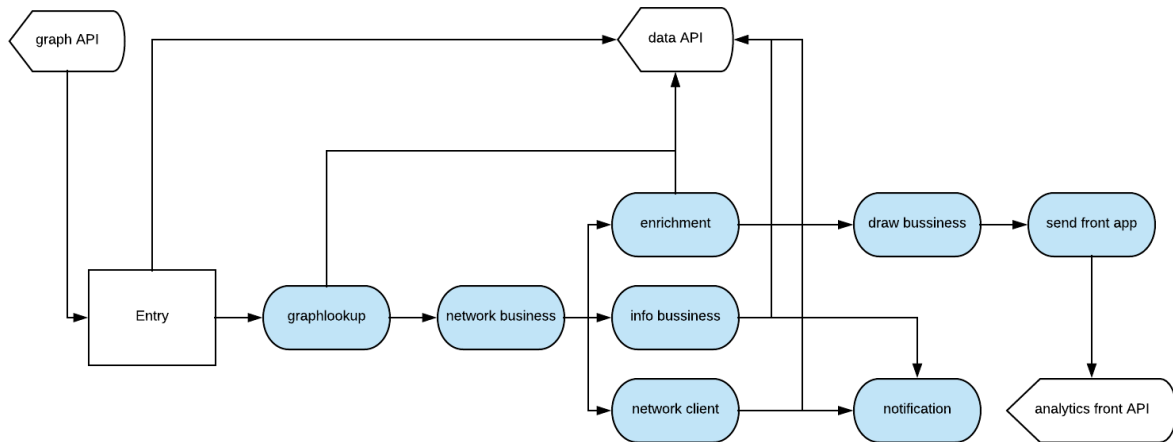 graph API
data API
enrichment
draw bussiness
send front app
Entry
graphlookup
network business
info bussiness
network client
notification
analytics front API